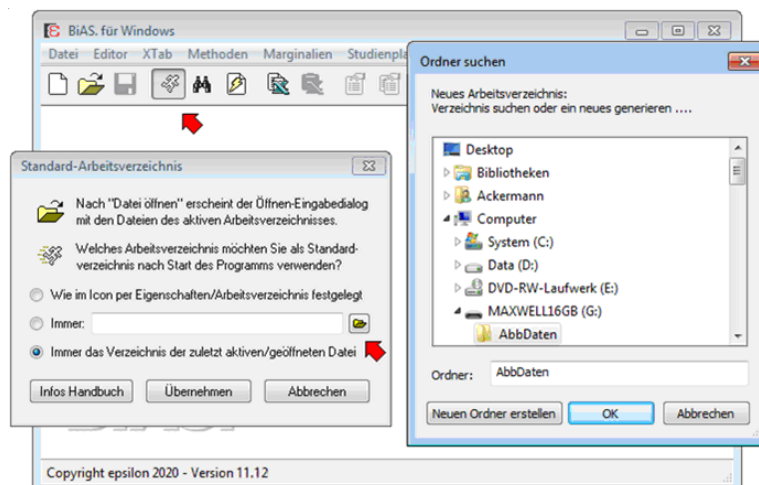 BiAS. für Windows
Datei Editor XTab Methoden Marginalien Studienpla
Standard-Arbeitsverzeichnis
Nach "Datei öffnen" erscheint der Öffnen-Eingabedialog
mit den Dateien des aktiven Arbeitsverzeichnisses.
Welches Arbeitsverzeichnis möchten Sie als Standard-
verzeichnis nach Start des Programms verwenden?
Wie im Icon per Eigenschaften/Arbeitsverzeichnis festgelegt
Immer:
Immer das Verzeichnis der zuletzt aktiven/geöffneten Datei
Infos Handbuch Übernehmen Abbrechen
Copyright epsilon 2020 - Version 11.12
Ordner suchen
Neues Arbeitsverzeichnis:
Verzeichnis suchen oder ein neues generieren ....
Desktop
Bibliotheken
Ackermann
Computer
System (C:)
Data (D:)
DVD-RW-Laufwerk (E:)
MAXWELL16GB (G:)
AbbDaten
Ordner: AbbDaten
Neuen Ordner erstellen OK Abbrechen